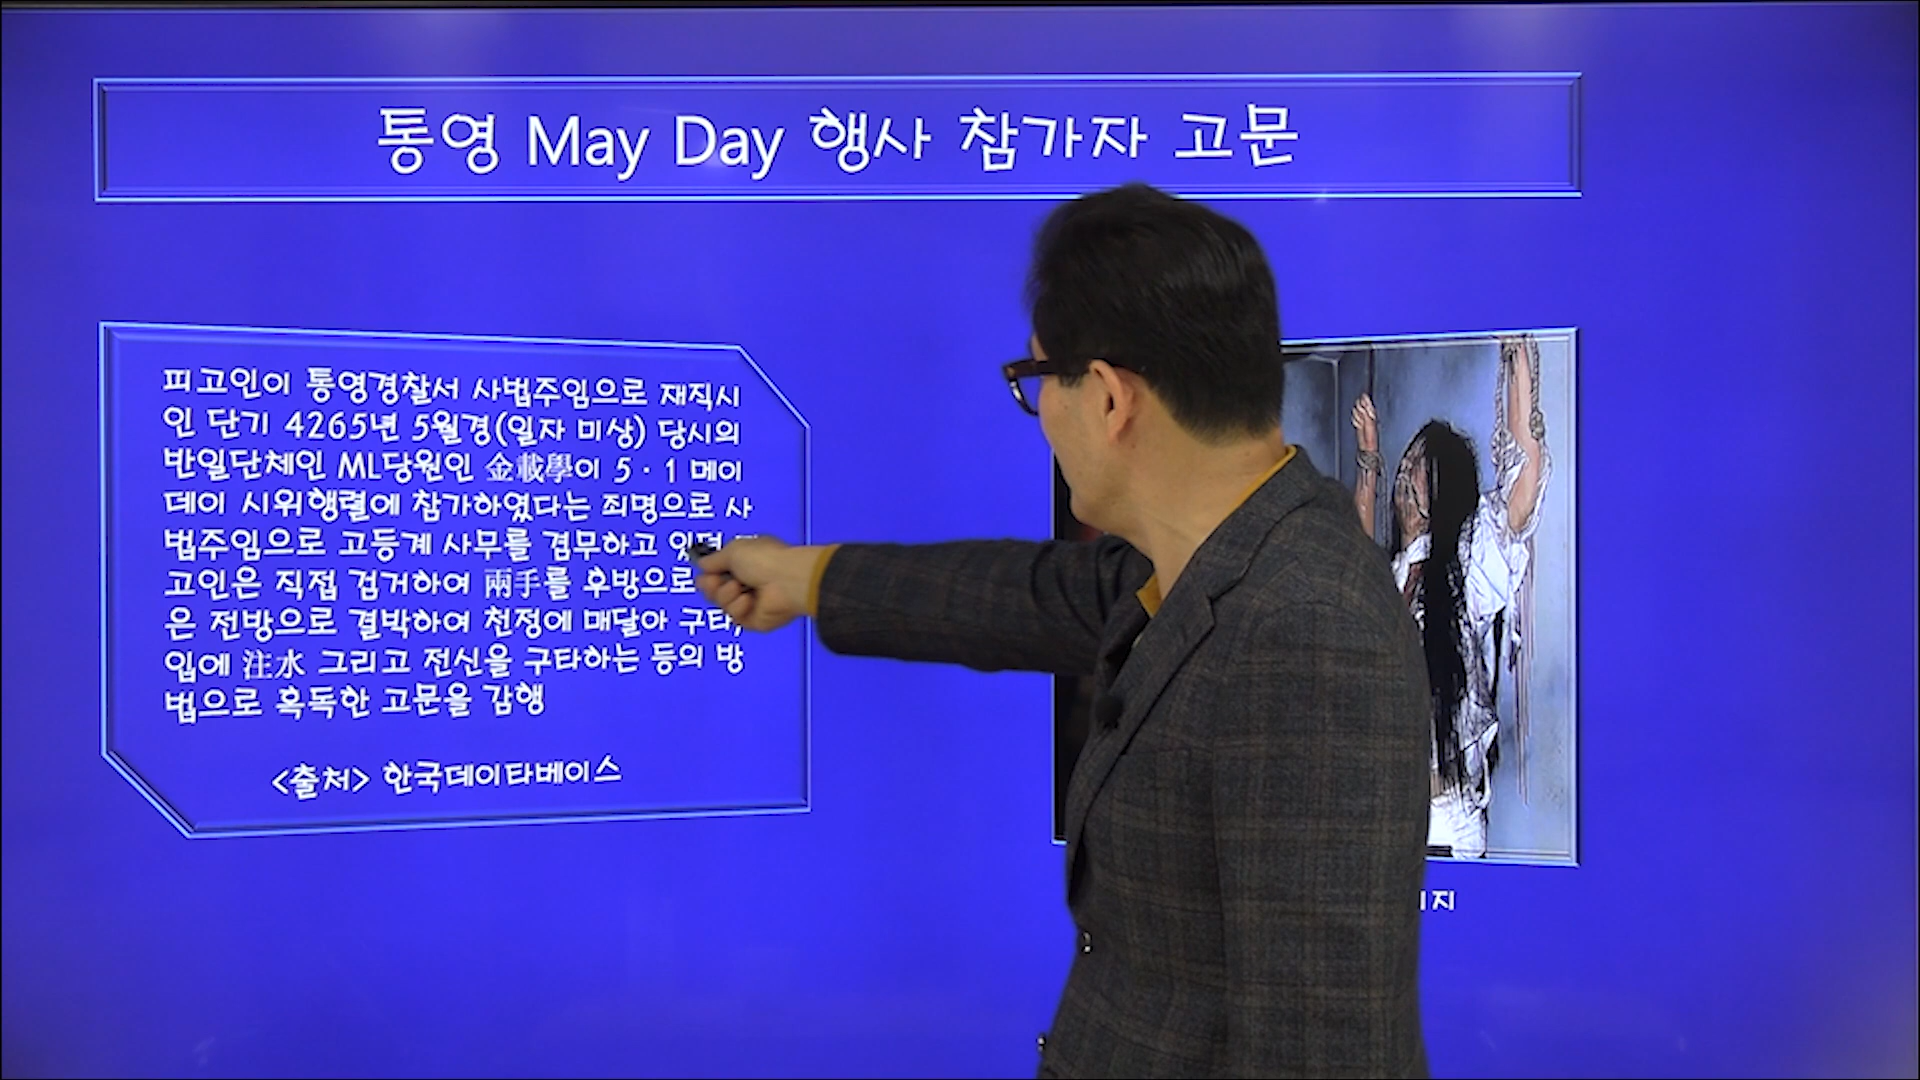 통영 May Day 행사 참가자 고문
피고인이 통영경찰서 사법주임으로 재직시
인 단기 4265년 5월경(일자 미상) 당시의
반일단체인 ML당원인 金載學이 5·1 메이
데이 시위행렬에 참가하였다는 죄명으로 사
법주임으로 고등계 사무를 겸무하고
고인은 직접 검거하여 兩手를 후방으로
은 전방으로 결박하여 천정에 매달아 구타,
입에 注水 그리고 전신을 구타하는 등의 방
법으로 혹독한 고문을 감행
<출처> 한국데이타베이스
지